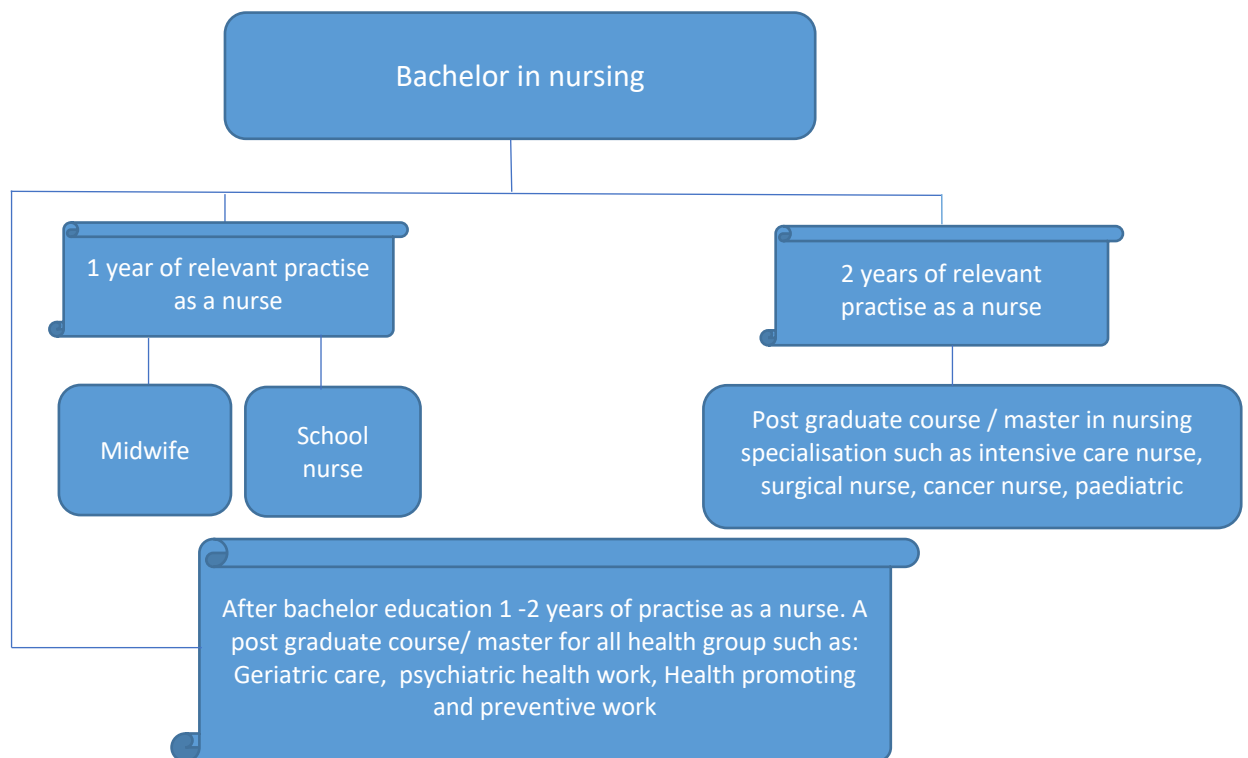 Bachelor in nursing
1 year of relevant practise
as a nurse
2 years of relevant
practise as a nurse
Midwife
School
nurse
Post graduate course / master in nursing
specialisation such as intensive care nurse,
surgical nurse, cancer nurse, paediatric
After bachelor education 1 -2 years of practise as a nurse. A
post graduate course/ master for all health group such as:
Geriatric care,  psychiatric health work, Health promoting
and preventive work